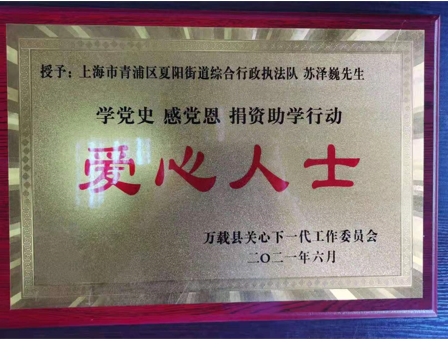 授予：上海市青浦区夏阳街道综合行政执法队 苏泽巍先生
学党史 感党恩 捐资助学行动
爱心人士
万载县关心下一代工作委员会
二〇二一年六月